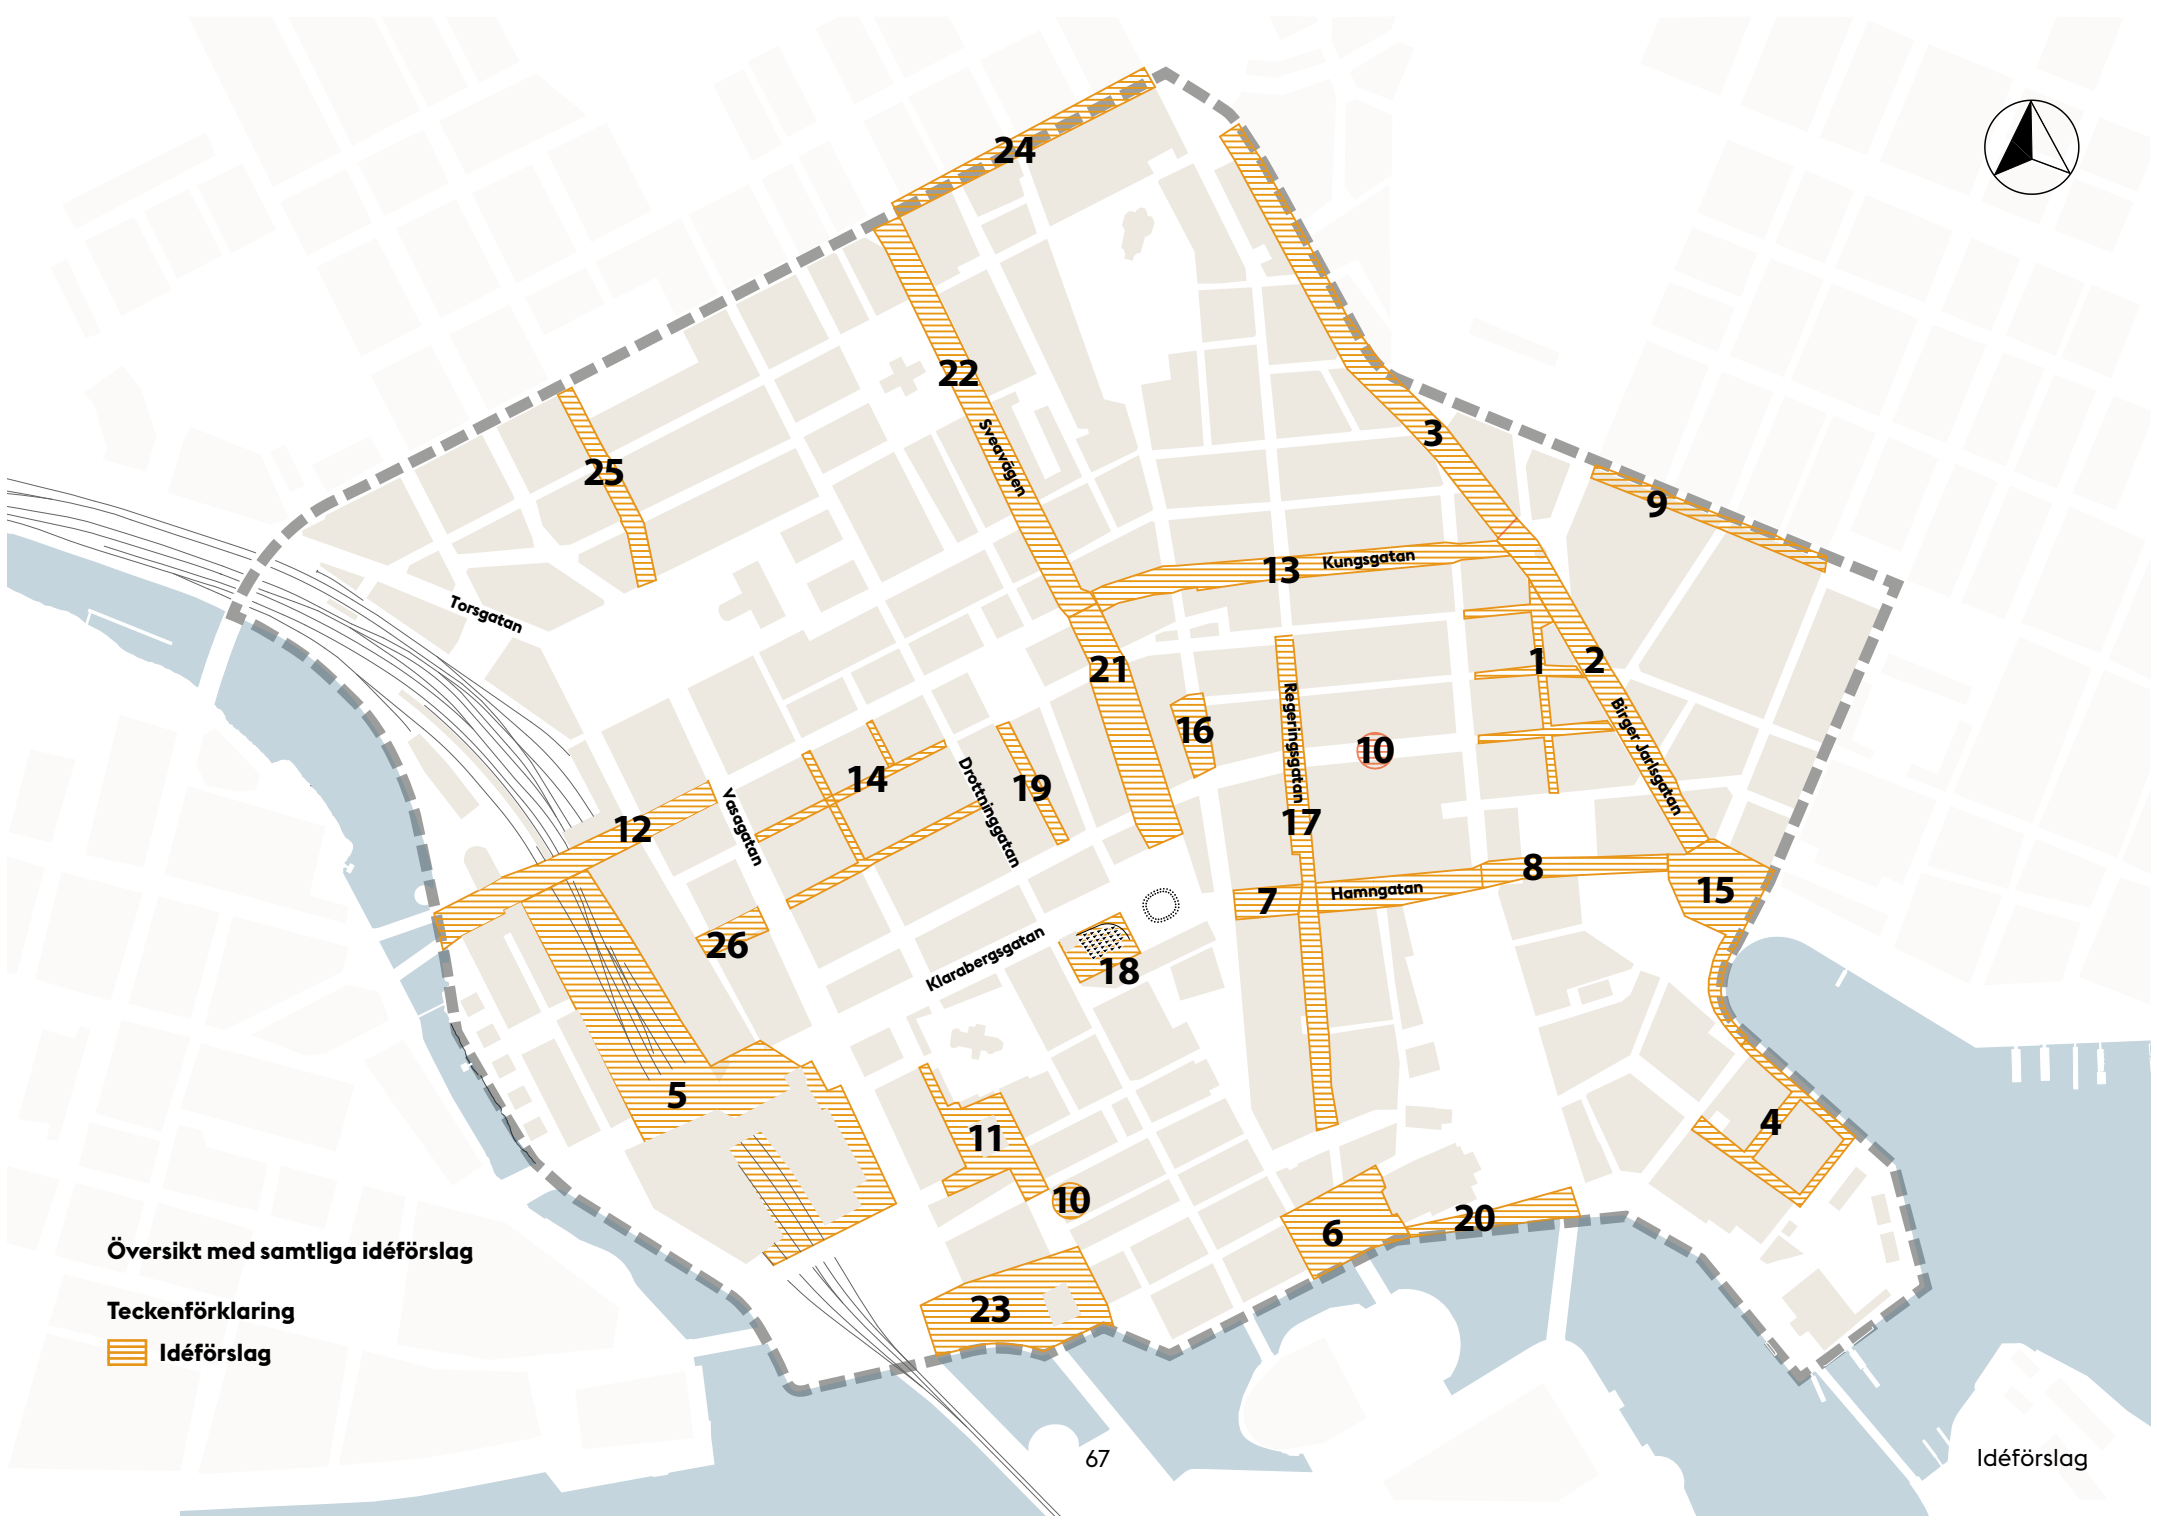 24
22
Sveavägen
3
25
9
13
Kungsgatan
Torsgatan
21
1
2
16
Regeringsgatan
10
Birger Jarlsgatan
14
Drottninggatan
19
12
Vasagatan
17
8
7
Hamngatan
15
26
Klarabergsgatan
18
5
11
4
10
6
20
23
Översikt med samtliga idéförslag
Teckenförklaring
Idéförslag
67
Idéförslag